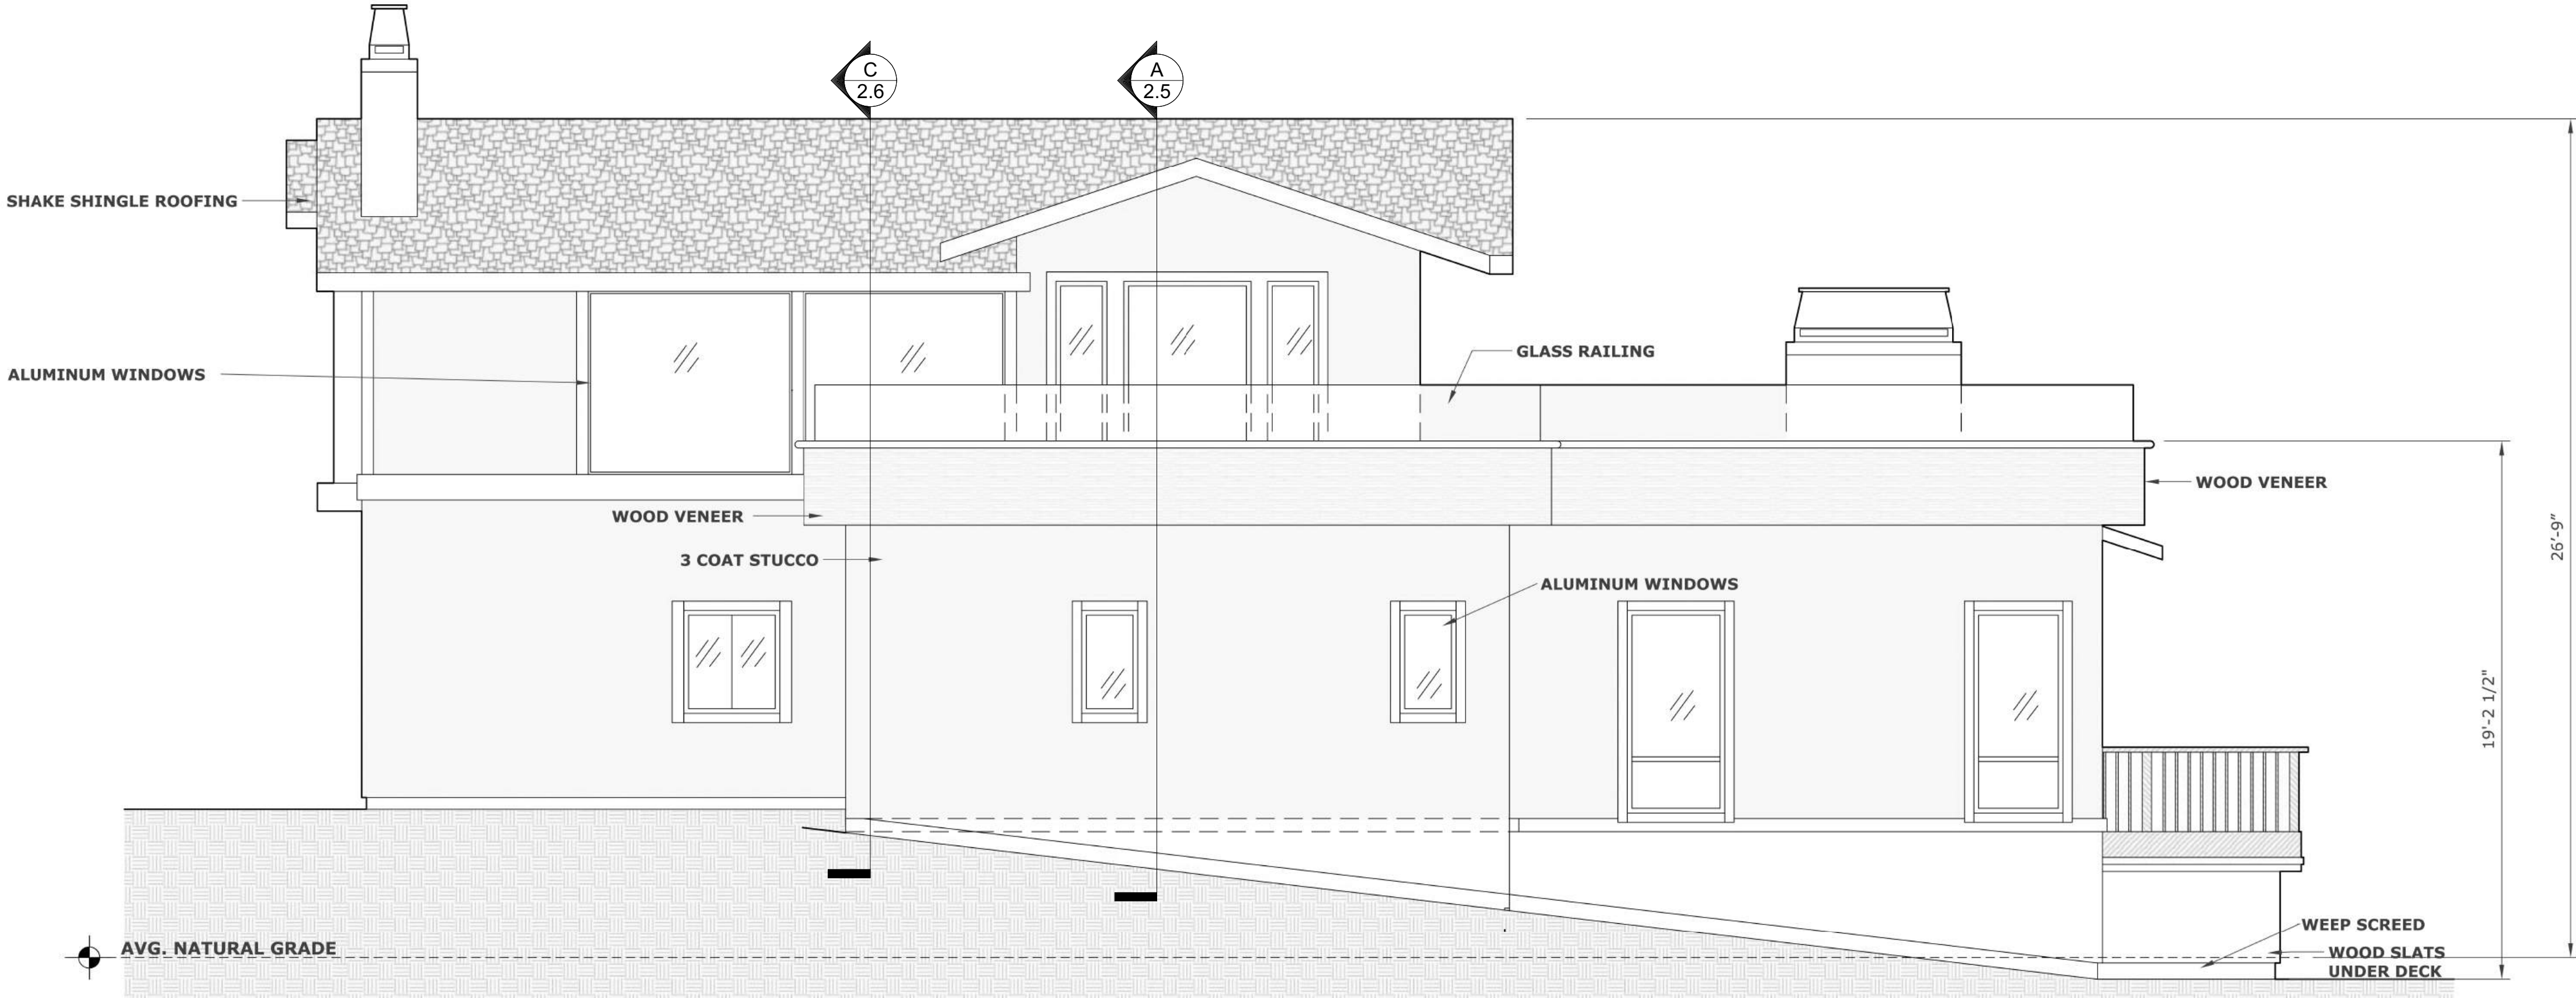 C
2.6
A
2.5
SHAKE SHINGLE ROOFING
GLASS RAILING
ALUMINUM WINDOWS
WOOD VENEER
WOOD VENEER
26'-9"
3 COAT STUCCO
ALUMINUM WINDOWS
19'-2 1/2"
WEEP SCREED
AVG. NATURAL GRADE
WOOD SLATS
UNDER DECK